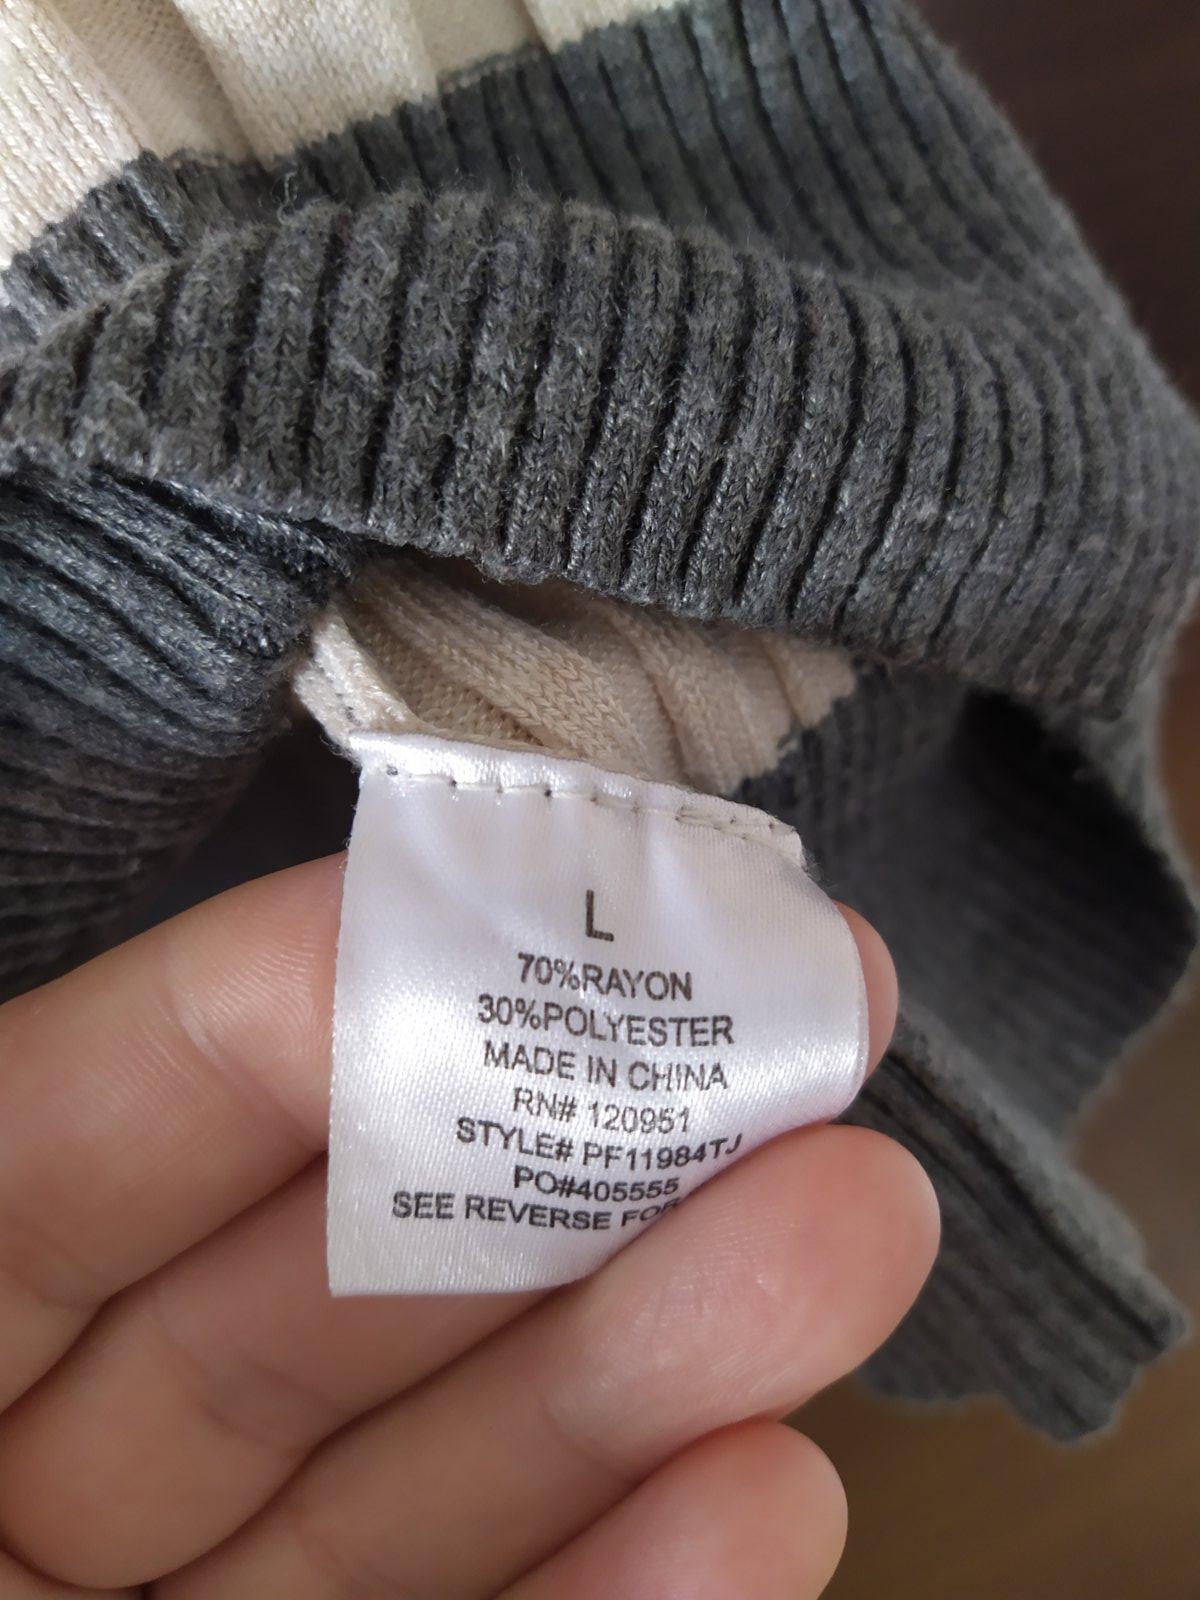 L
70%RAYON
30%POLYESTER
MADE IN CHINA
RN# 120951
STYLE# PF11984TJ
PO#405555
SEE REVERSE FOR